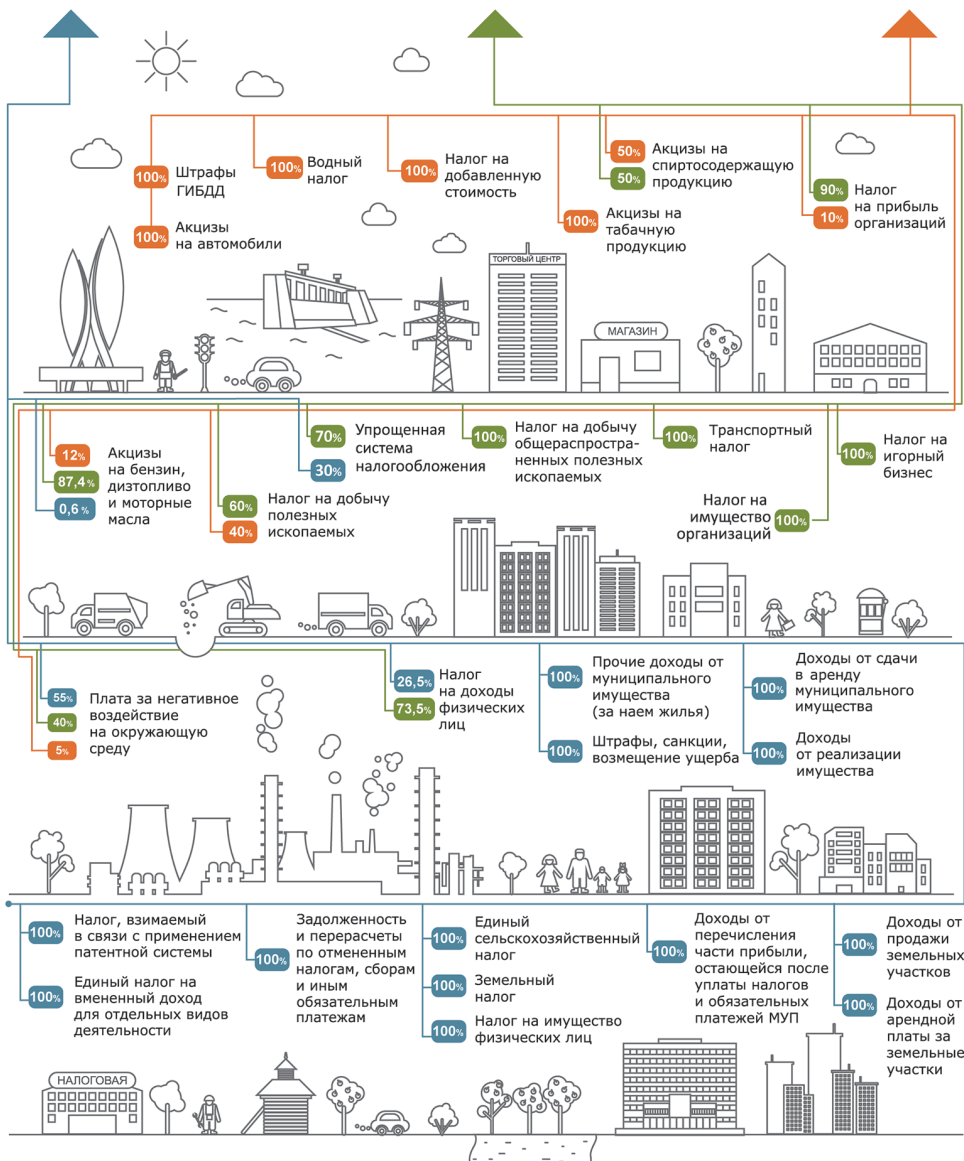 100%
Штрафы
ГИБДД
100%
Акцизы
на автомобили
100%
Водный
налог
100%
Налог на
добавленную
стоимость
50%
50%
Акцизы на
спиртосодержащую
продукцию
100%
Акцизы на
табачную
продукцию
90%
10%
Налог
на прибыль
организаций
ТОРГОВЫЙ ЦЕНТР
МАГАЗИН
12%
87,4%
0,6 %
Акцизы
на бензин,
дизтопливо
и моторные
масла
60%
40%
Налог на добычу
полезных
ископаемых
70%
30%
Упрощенная
система
налогообложения
100%
Налог на добычу
общераспростра-
ненных полезных
ископаемых
100%
Транспортный
налог
100%
Налог на
игорный
бизнес
Налог на
имущество
организаций
100%
55%
40%
5%
Плата за негативное
воздействие
на окружающую
среду
26,5%
73,5%
Налог
на доходы
физических
лиц
100%
Прочие доходы от
муниципального
имущества
(за наем жилья)
100%
Штрафы, санкции,
возмещение ущерба
100%
Доходы от сдачи
в аренду
муниципального
имущества
100%
Доходы
от реализации
имущества
100%
Налог, взимаемый
в связи с применением
патентной системы
100%
Единый налог на
вмененный доход
для отдельных видов
деятельности
100%
Задолженность
и перерасчеты
по отмененным
налогам, сборам
и иным
обязательным
платежам
100%
Единый
сельскохозяйственный
налог
100%
Земельный
налог
100%
Налог на имущество
физических лиц
100%
Доходы от
перечисления
части прибыли,
остающейся после
уплаты налогов
и обязательных
платежей МУП
100%
Доходы от
продажи
земельных
участков
100%
Доходы от
арендной
платы за
земельные
участки
НАЛОГОВАЯ